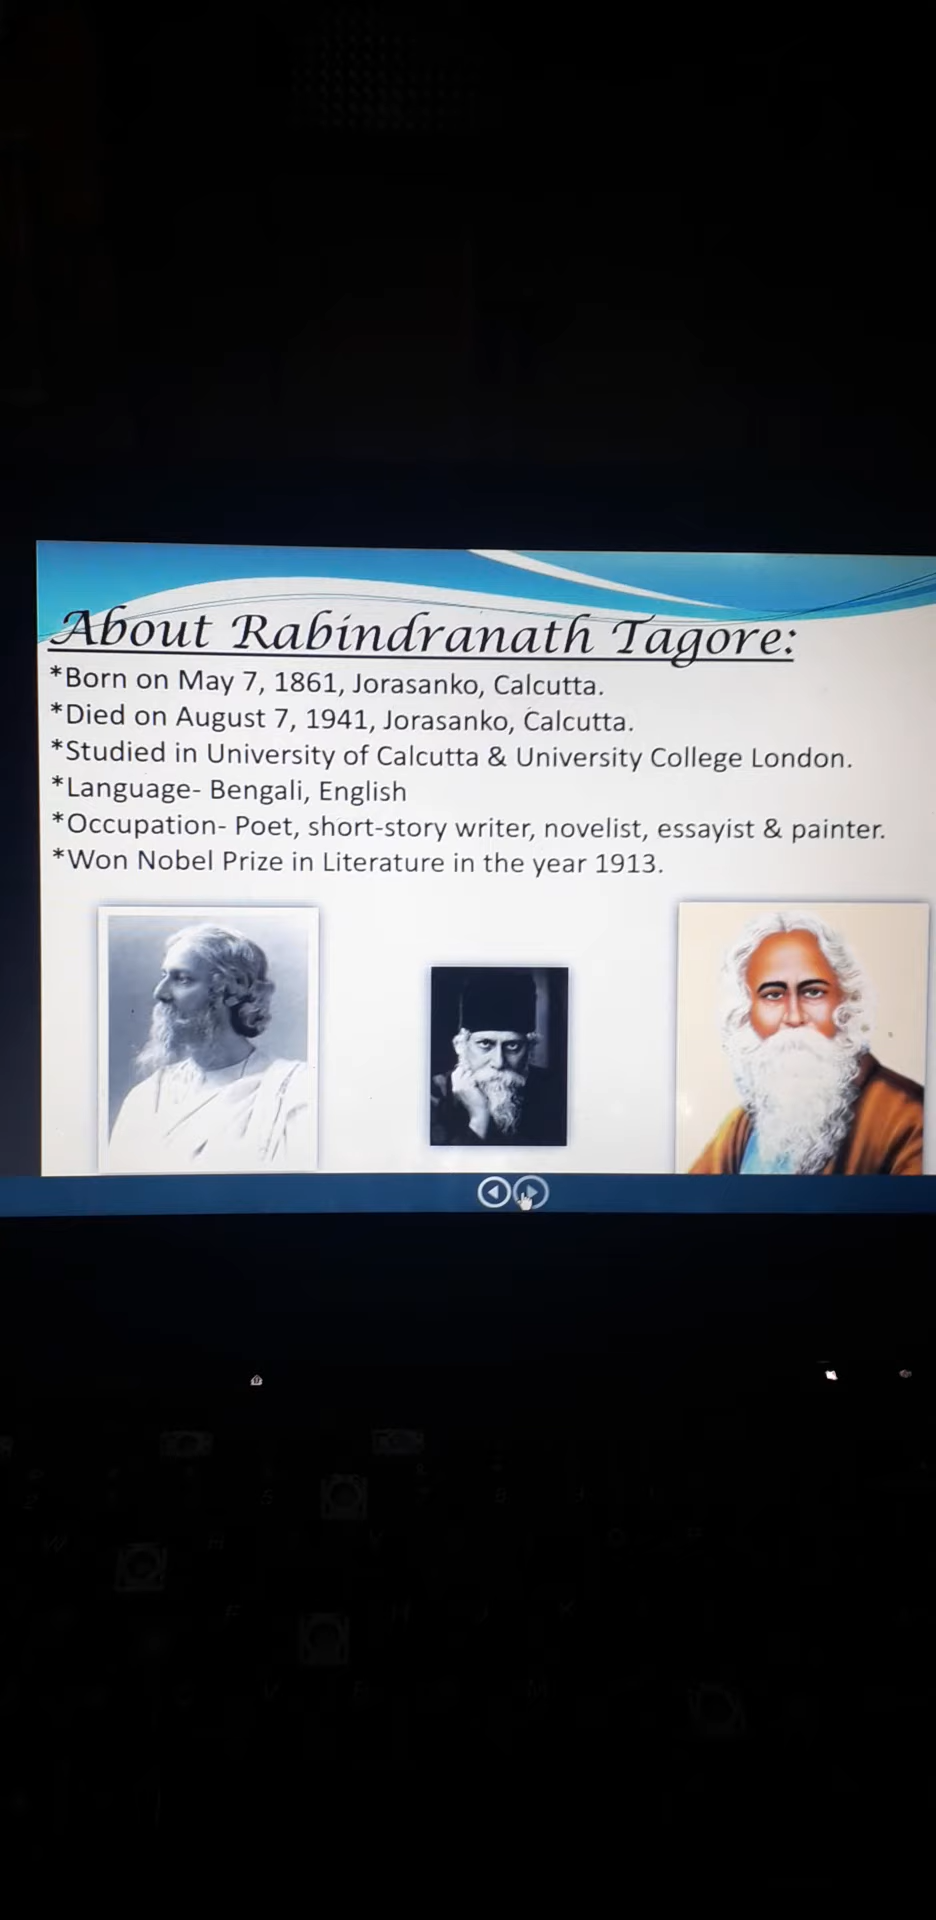 About Rabindranath Tagore:
*Born on May 7, 1861, Jorasanko, Calcutta.
*Died on August 7, 1941, Jorasanko, Calcutta.
*Studied in University of Calcutta & University College London.
*Language- Bengali, English
*Occupation- Poet, short-story writer, novelist, essayist & painter.
*Won Nobel Prize in Literature in the year 1913.